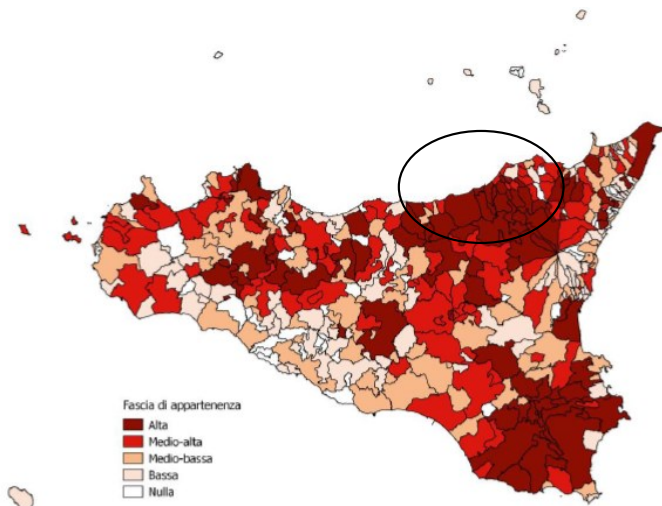 Fascia di appartenenza
Alta
Medio-alta
Medio-bassa
Bassa
Nulla